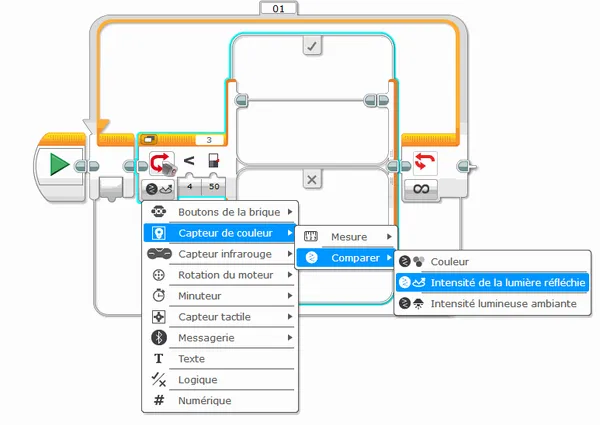 01
3
<
4 50
∞
Boutons de la brique
Capteur de couleur
Capteur infrarouge
Rotation du moteur
Minuteur
Capteur tactile
Messagerie
T Texte
Logique
# Numérique
Mesure
Comparer
Couleur
Intensité de la lumière réfléchie
Intensité lumineuse ambiante